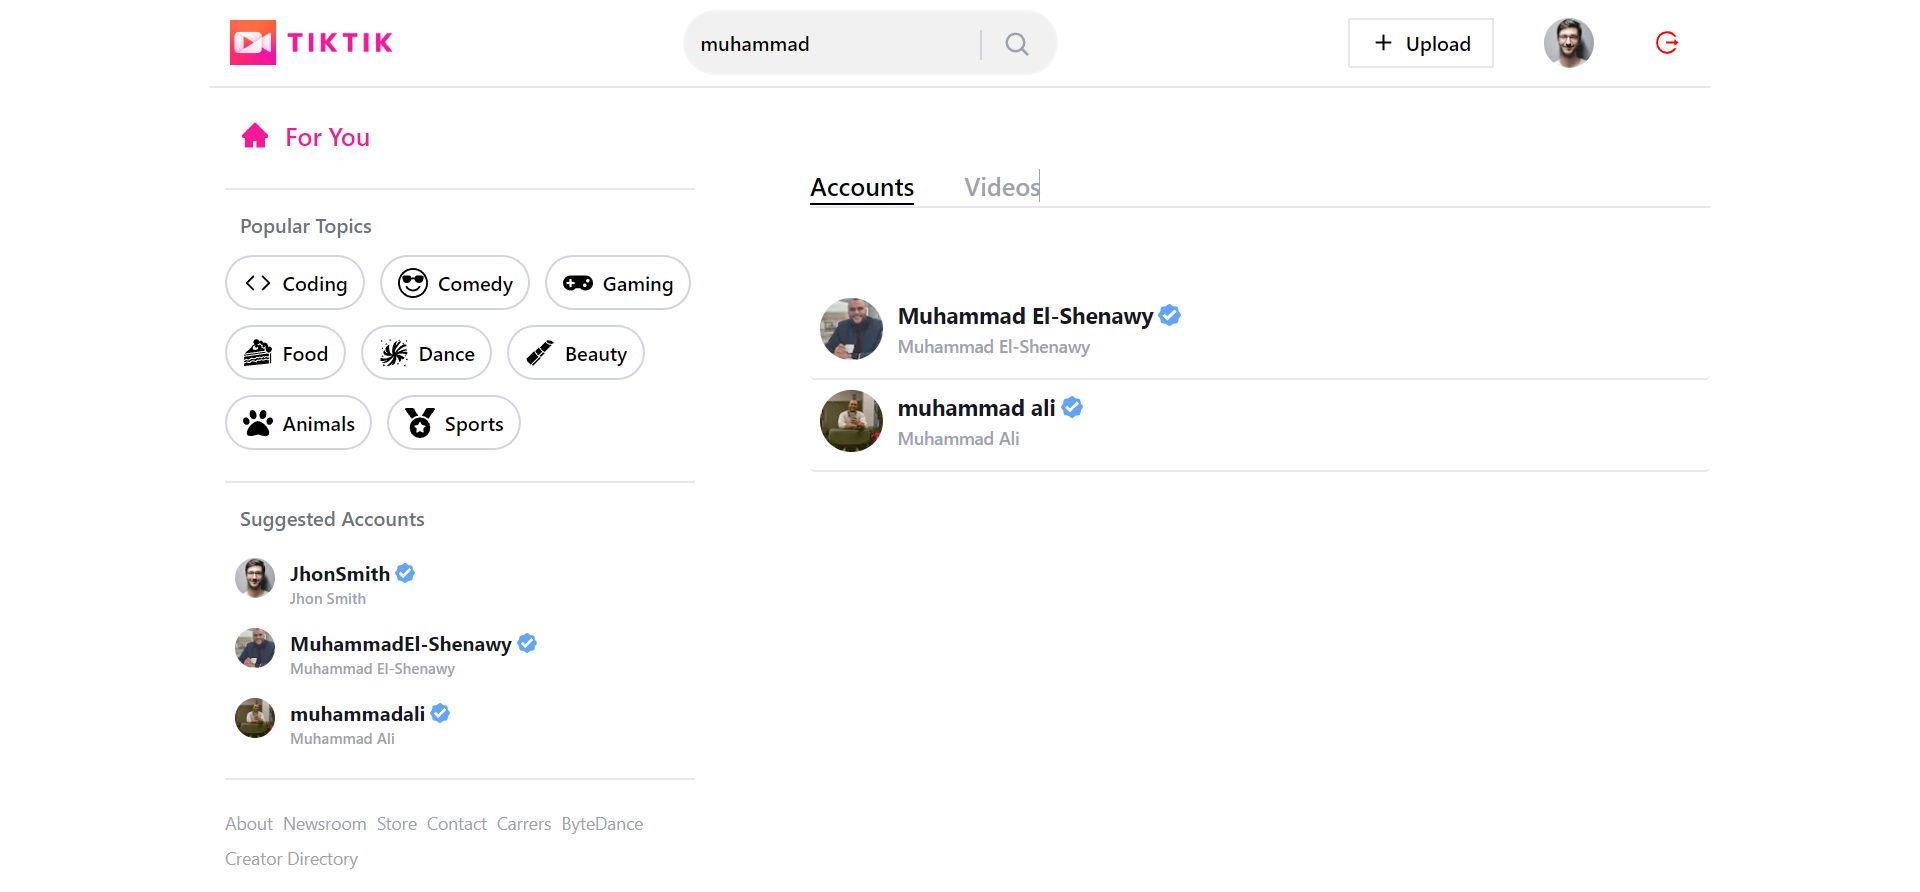 TIKTIK
muhammad
Upload
For You
Popular Topics
Coding Comedy Gaming
Food Dance Beauty
Animals Sports
Suggested Accounts
JhonSmith
Jhon Smith
MuhammadEl-Shenawy
Muhammad El-Shenawy
muhammadali
Muhammad Ali
About Newsroom Store Contact Carrers ByteDance
Creator Directory
Accounts Videos
Muhammad El-Shenawy
Muhammad El-Shenawy
muhammad ali
Muhammad Ali